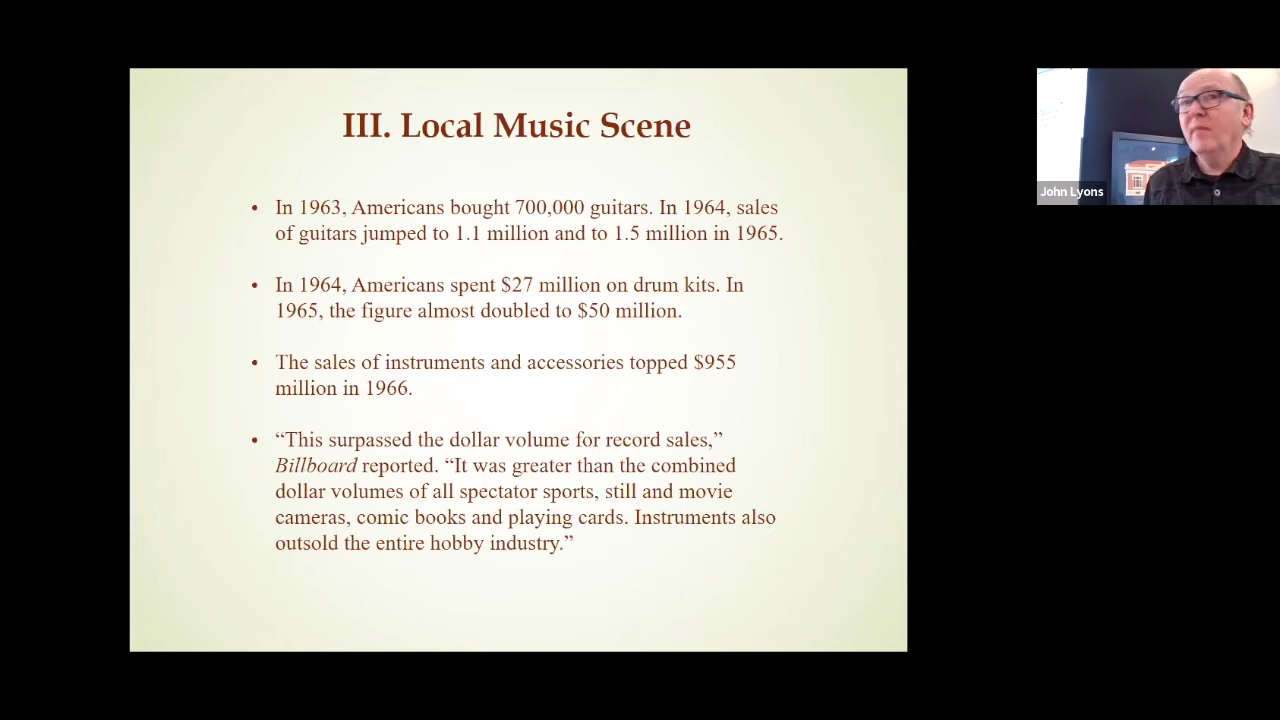 III. Local Music Scene
• In 1963, Americans bought 700,000 guitars. In 1964, sales
of guitars jumped to 1.1 million and to 1.5 million in 1965.
• In 1964, Americans spent $27 million on drum kits. In
1965, the figure almost doubled to $50 million.
• The sales of instruments and accessories topped $955
million in 1966.
• “This surpassed the dollar volume for record sales,”
Billboard reported. “It was greater than the combined
dollar volumes of all spectator sports, still and movie
cameras, comic books and playing cards. Instruments also
outsold the entire hobby industry.”
John Lyons